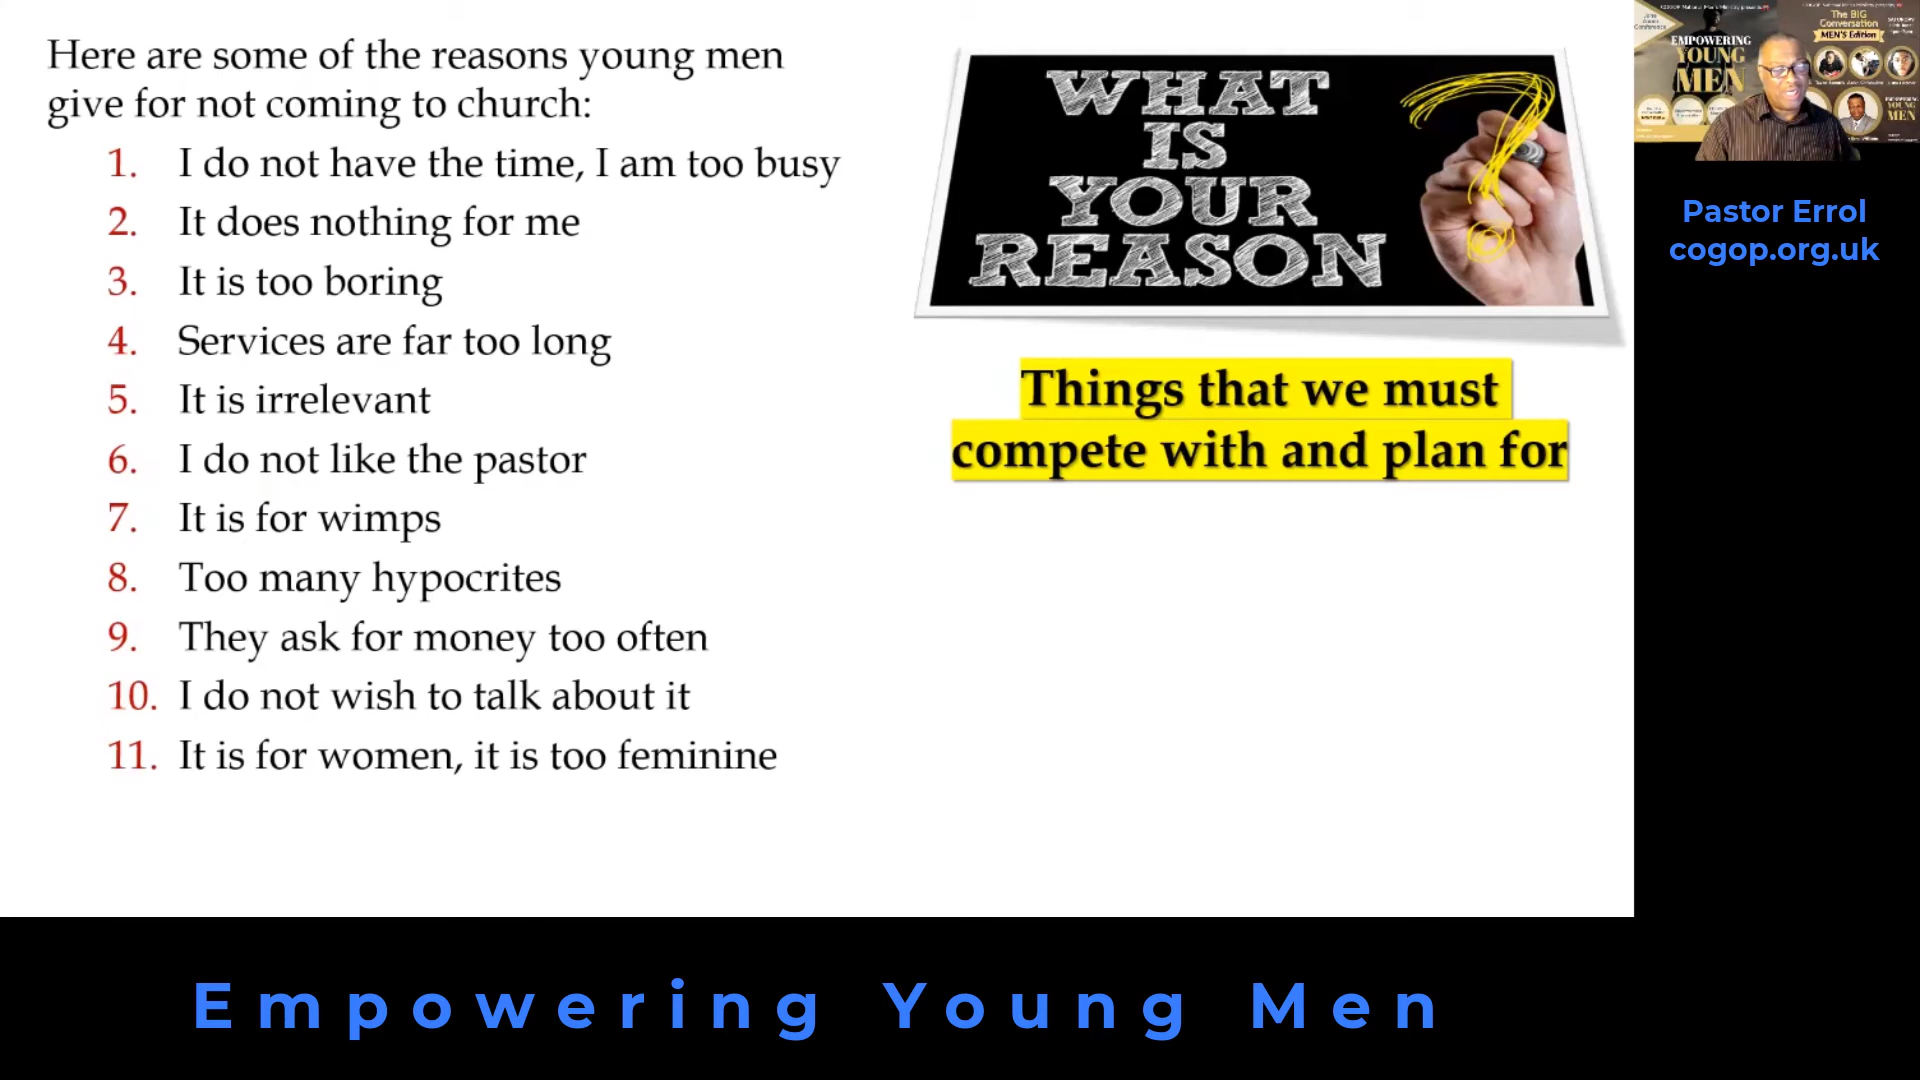 Here are some of the reasons young men
give for not coming to church:
1. I do not have the time, I am too busy
2. It does nothing for me
3. It is too boring
4. Services are far too long
5. It is irrelevant
6. I do not like the pastor
7. It is for wimps
8. Too many hypocrites
9. They ask for money too often
10. I do not wish to talk about it
11. It is for women, it is too feminine
WHAT
IS
YOUR
REASON
?
Things that we must
compete with and plan for
EMPOWERING
YOUNG
MEN
The BIG
Conversation
MEN'S Edition
YOUNG
MEN
Pastor Errol
cogop.org.uk
Empowering Young Men